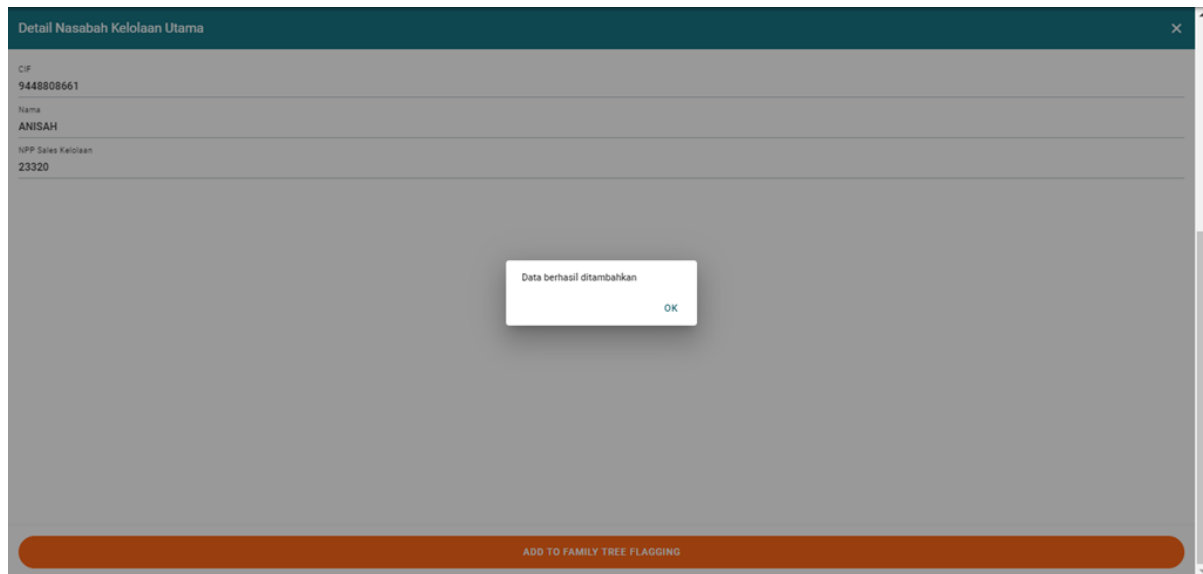 Detail Nasabah Kelolaan Utama
CIF
9448808661
Nama
ANISAH
NPP Sales Kelolaan
23320
Data berhasil ditambahkan
OK
ADD TO FAMILY TREE FLAGGING